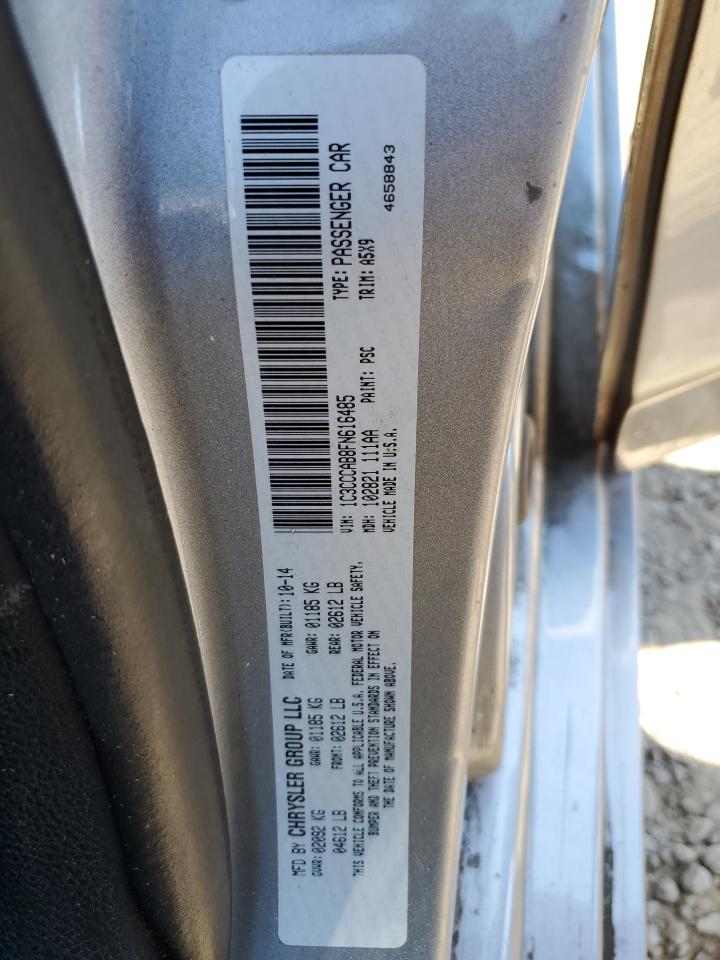 MFD BY CHRYSLER GROUP LLC DATE OF MFR(BUILT): 10-14
GVWR: 02092 KG GAWR: 01185 KG GAWR: 01185 KG
04612 LB FRONT: 02612 LB REAR: 02612 LB
THIS VEHICLE CONFORMS TO ALL APPLICABLE U.S.A. FEDERAL MOTOR VEHICLE SAFETY,
BUMPER AND THEFT PREVENTION STANDARDS IN EFFECT ON
THE DATE OF MANUFACTURE SHOWN ABOVE.
VIN: 1C3CCCAB8FN616485 TYPE: PASSENGER CAR
MDH: 102821 111AA PAINT: PSC TRIM: A5X9
VEHICLE MADE IN U.S.A. 4658843